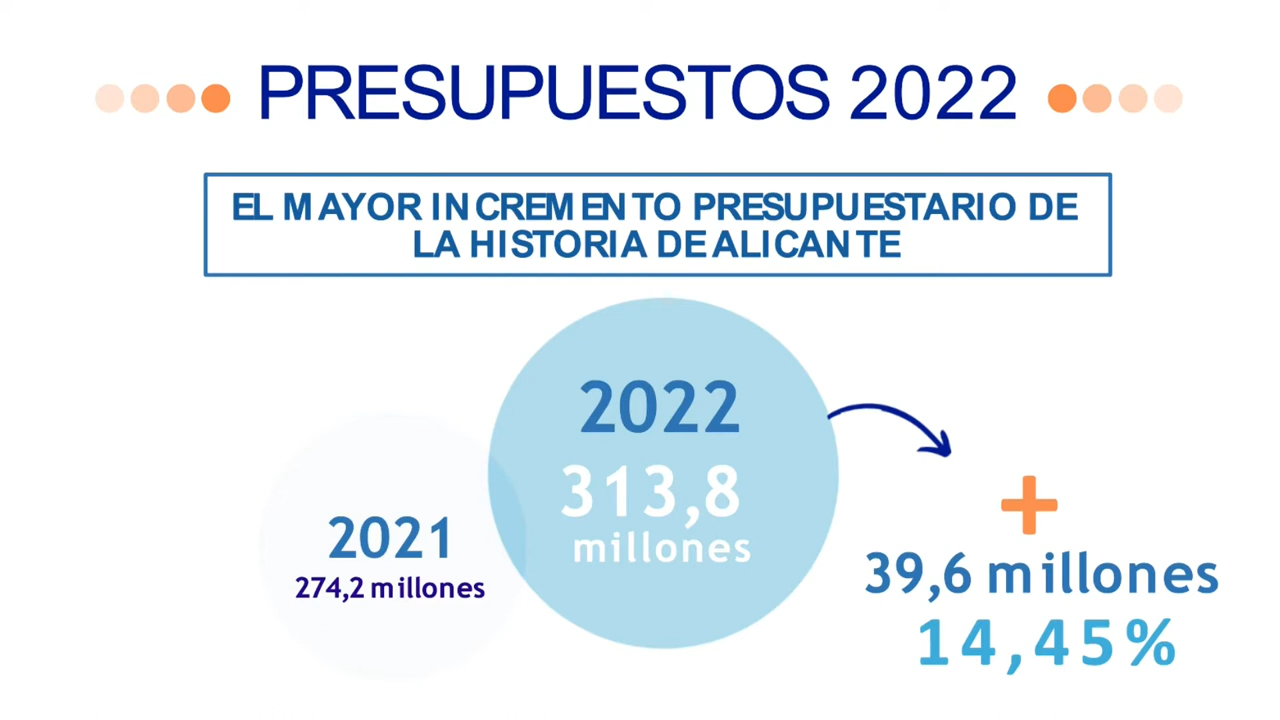 PRESUPUESTOS 2022
EL MAYOR INCREMENTO PRESUPUESTARIO DE
LA HISTORIA DE ALICANTE
2022
313,8
millones
2021
274,2 millones
+
39,6 millones
14,45%